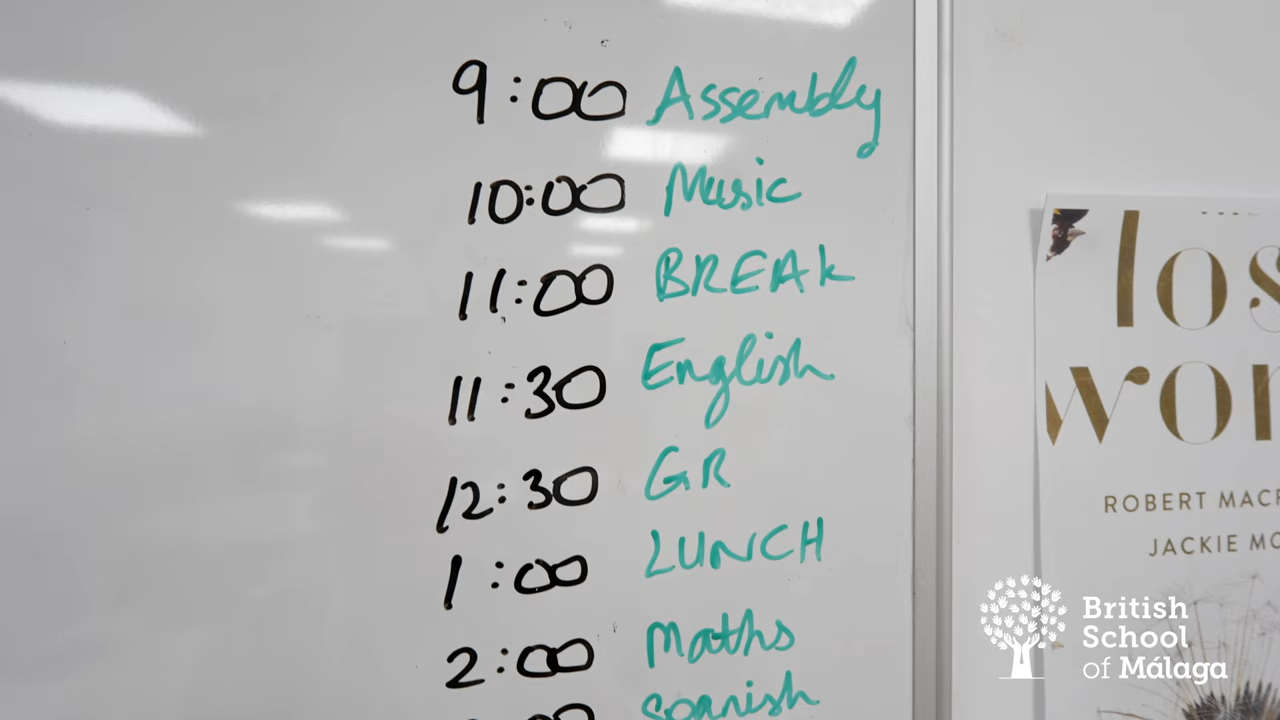 9:00 Assembly
10:00 Music
11:00 BREAK
11:30 English
12:30 GR
1:00 LUNCH
2:00 Maths
:00 Spanish
los
wor
ROBERT MACF
JACKIE MO
British
School
of Málaga